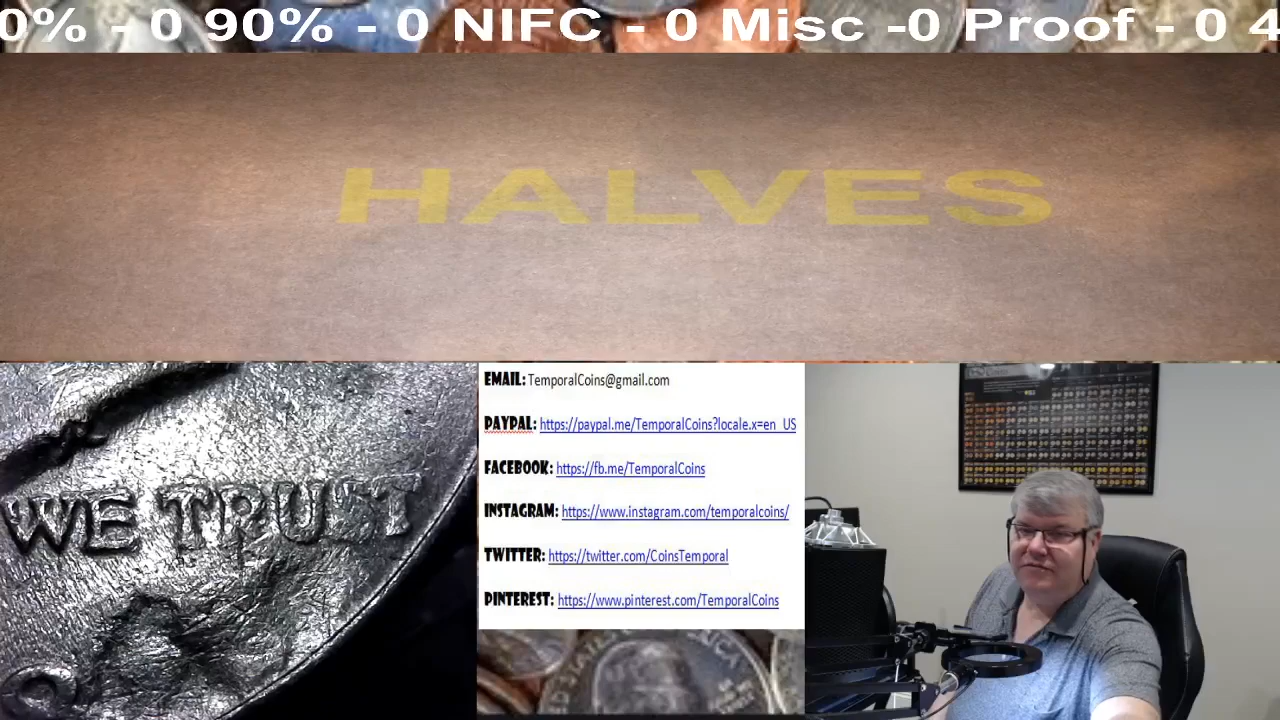 0% - 0 90% - 0 NIFC - 0 Misc -0 Proof - 0 4
HALVES
WE TRUST
EMAIL: TemporalCoins@gmail.com
PAYPAL: https://paypal.me/TemporalCoins?locale.x=en_US
FACEBOOK: https://fb.me/TemporalCoins
INSTAGRAM: https://www.instagram.com/temporalcoins/
TWITTER: https://twitter.com/CoinsTemporal
PINTEREST: https://www.pinterest.com/TemporalCoins